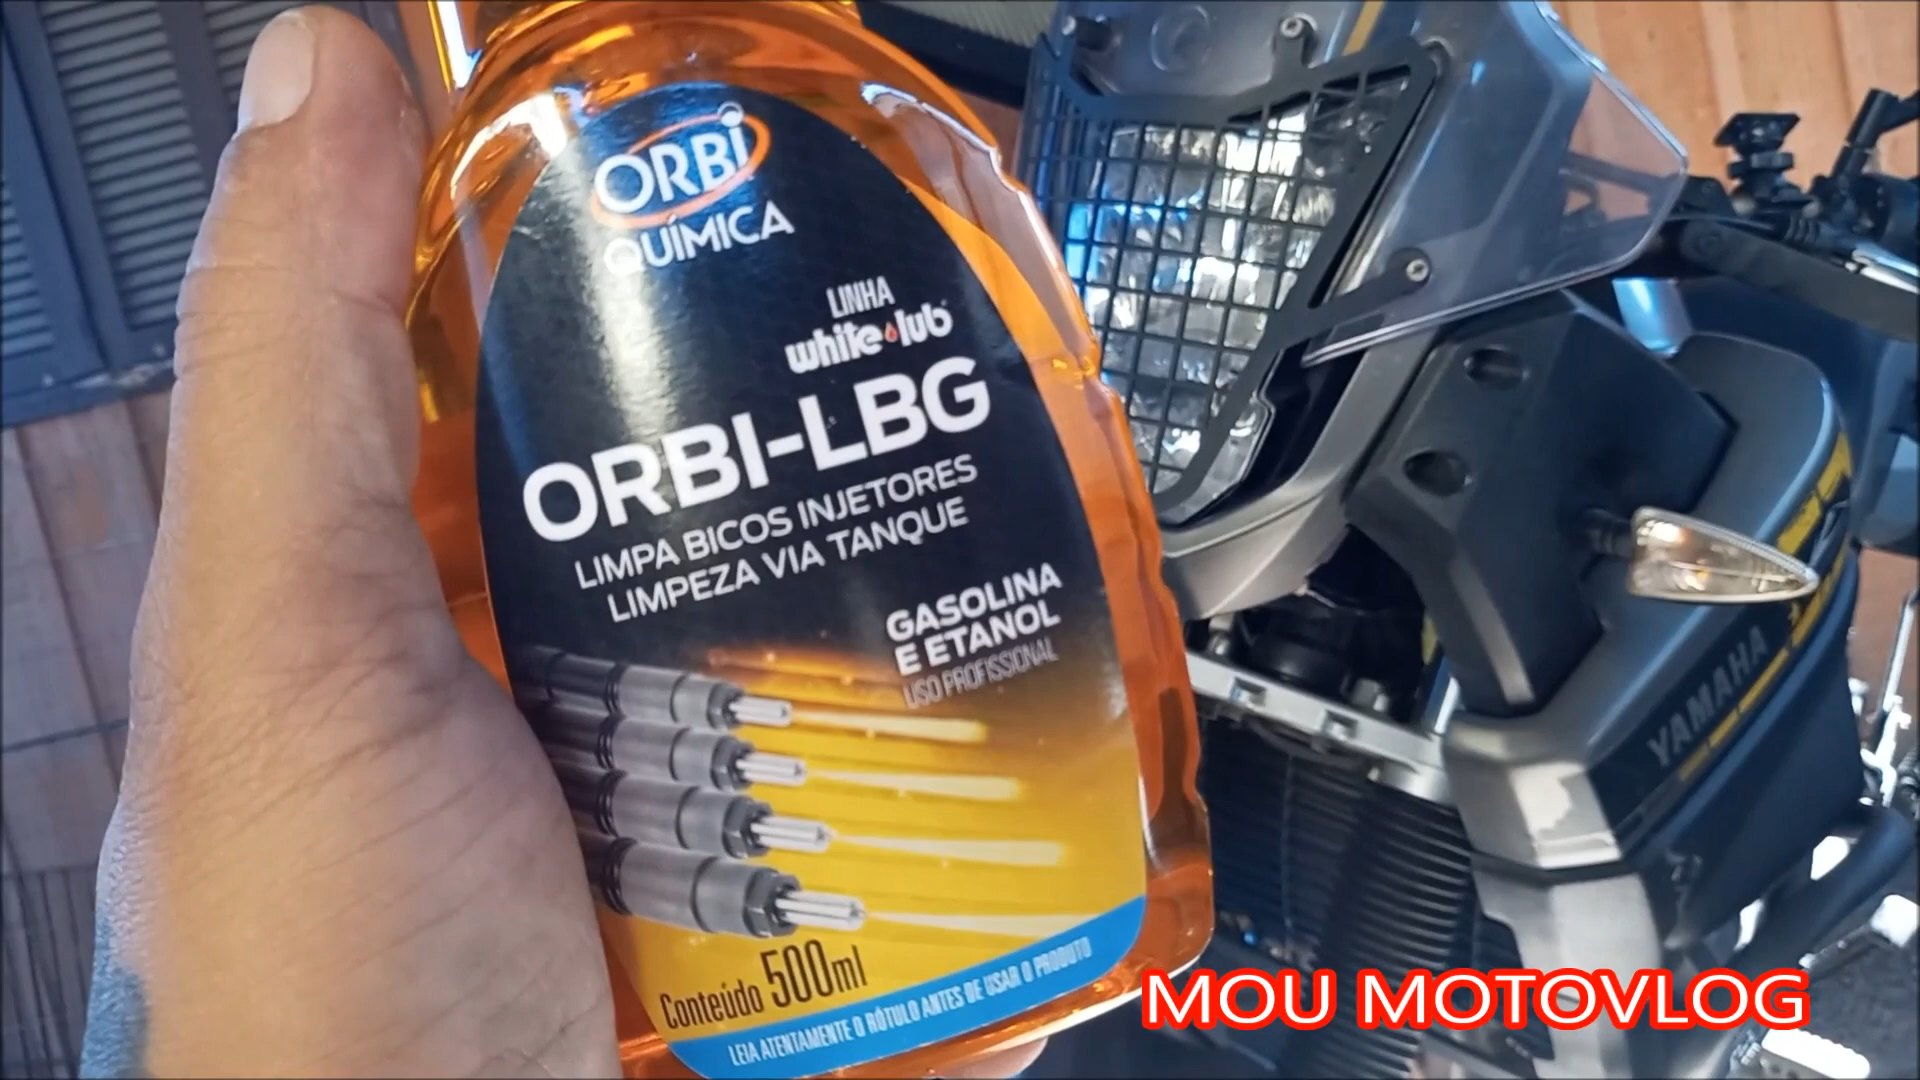 ORBI
QUÍMICA
LINHA
white lub
ORBI-LBG
LIMPA BICOS INJETORES
LIMPEZA VIA TANQUE
GASOLINA
E ETANOL
USO PROFISSIONAL
Conteúdo 500ml
LEIA ATENTAMENTE O RÓTULO ANTES DE USAR O PRODUTO
YAMAHA
MOU MOTOVLOG